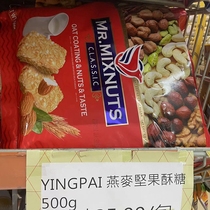 MR.MIXNUTS
CLASSIC
OAT COATING & NUTS & TASTE
YINGPAI 燕麥堅果酥糖
500g